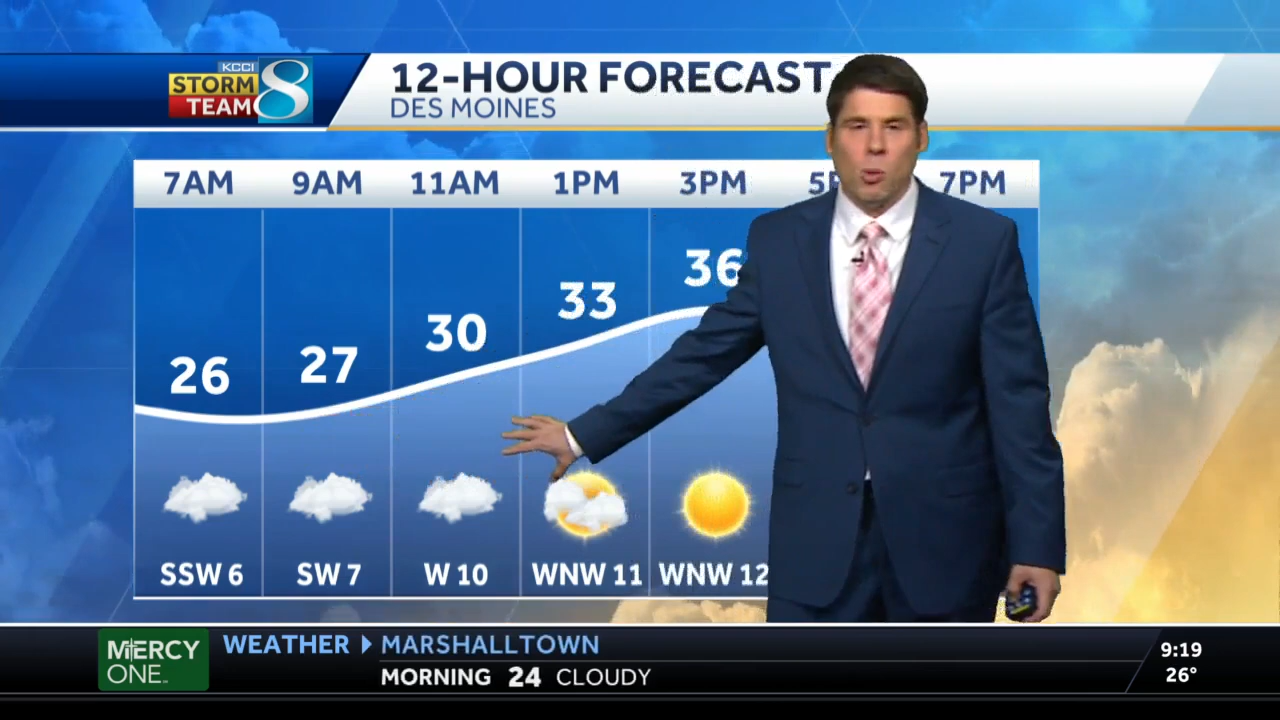 KCCI
STORM
TEAM 8
12-HOUR FORECAST
DES MOINES
7AM 9AM 11AM 1PM 3PM 7PM
26 27 30 33 36
SSW 6 SW 7 W 10 WNW 11 WNW 12
MERCY
ONE
WEATHER MARSHALLTOWN
MORNING 24 CLOUDY
9:19
26°